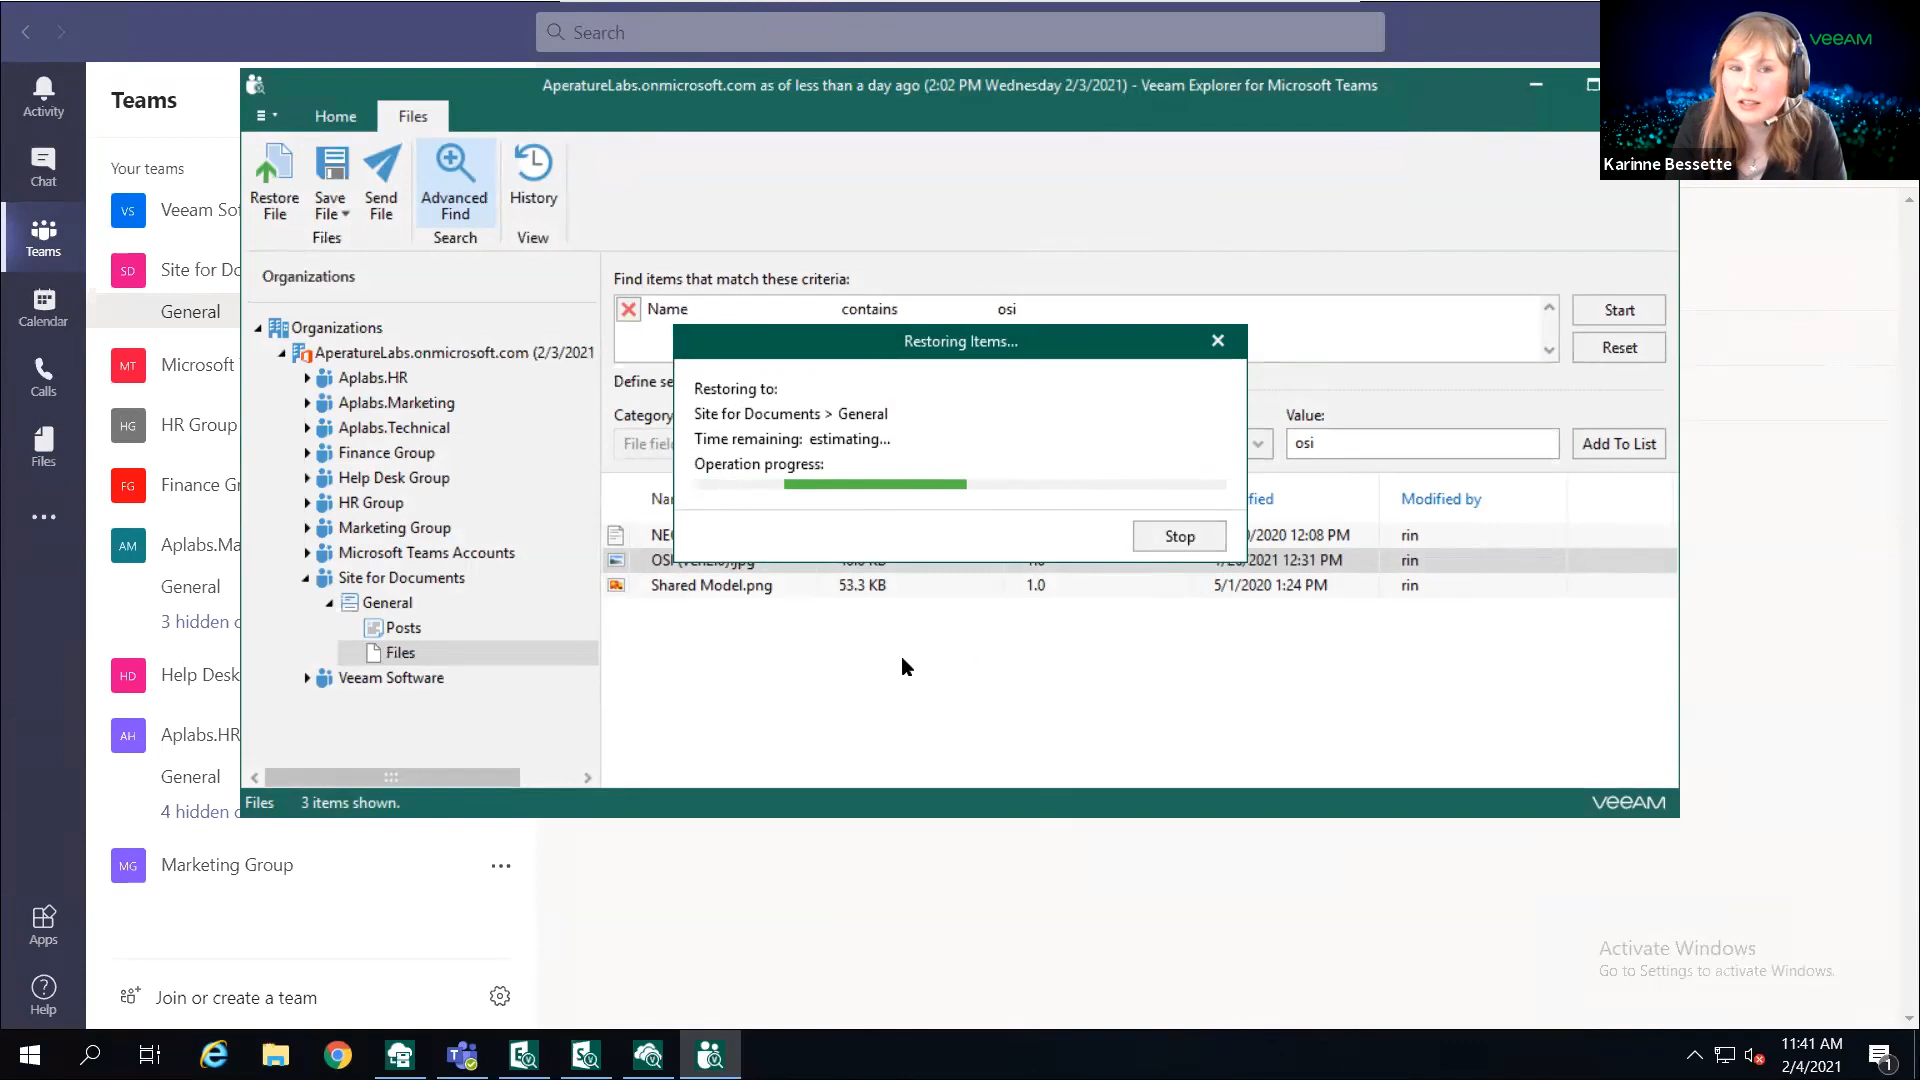 Search
VEEAM
Karinne Bessette
Activity
Chat
Teams
Calendar
Calls
Files
Apps
Help
Teams
Your teams
VS Veeam Sof
SD Site for Do
General
MT Microsoft
HG HR Group
FG Finance Gr
AM Aplabs.Ma
General
3 hidden c
HD Help Desk
AH Aplabs.HR
General
4 hidden c
MG Marketing Group
Join or create a team
AperatureLabs.onmicrosoft.com as of less than a day ago (2:02 PM Wednesday 2/3/2021) - Veeam Explorer for Microsoft Teams
Home Files
Restore File
Save File
Send File
Advanced Find
History
Files Search View
Organizations
Organizations
AperatureLabs.onmicrosoft.com (2/3/2021
Aplabs.HR
Aplabs.Marketing
Aplabs.Technical
Finance Group
Help Desk Group
HR Group
Marketing Group
Microsoft Teams Accounts
Site for Documents
General
Posts
Files
Veeam Software
Find items that match these criteria:
Name contains osi
Start
Reset
Define se
Category
Value:
File fiel
osi
Add To List
Na
fied Modified by
NE
0/2020 12:08 PM rin
/2021 12:31 PM rin
Shared Model.png 53.3 KB 1.0 5/1/2020 1:24 PM rin
Restoring Items...
Restoring to:
Site for Documents > General
Time remaining: estimating...
Operation progress:
Stop
Files 3 items shown.
VEEAM
Activate Windows
Go to Settings to activate Windows.
11:41 AM
2/4/2021
1